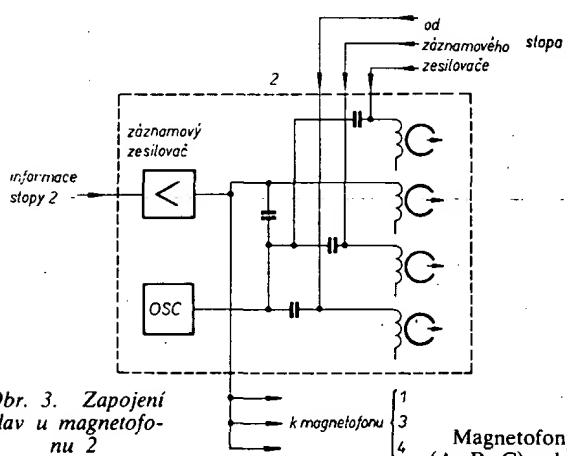 od
záznamového stopa
zesilovače
2
záznamový
zesilovač
informace
stopy 2
<
OSC
k magnetofonu
1
3
4
Obr. 3. Zapojení
hlav u magnetofo-
nu 2
Magnetofon